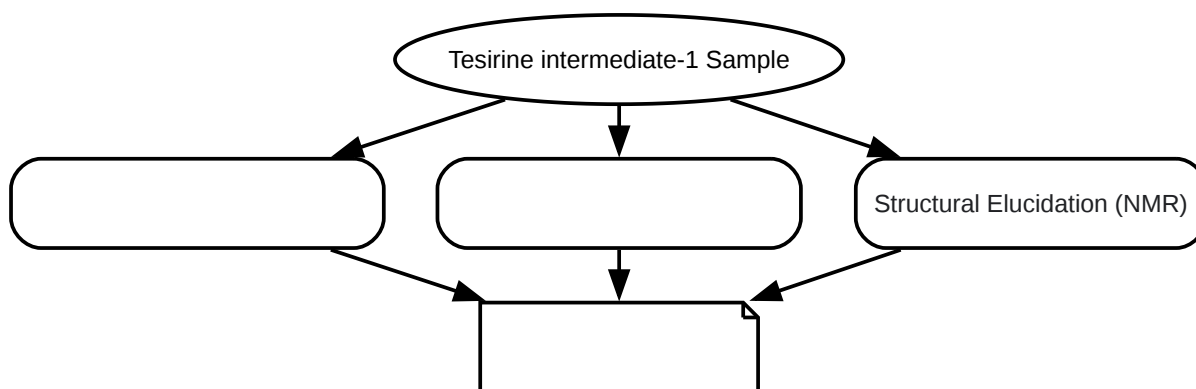 Tesirine intermediate-1 Sample
Structural Elucidation (NMR)